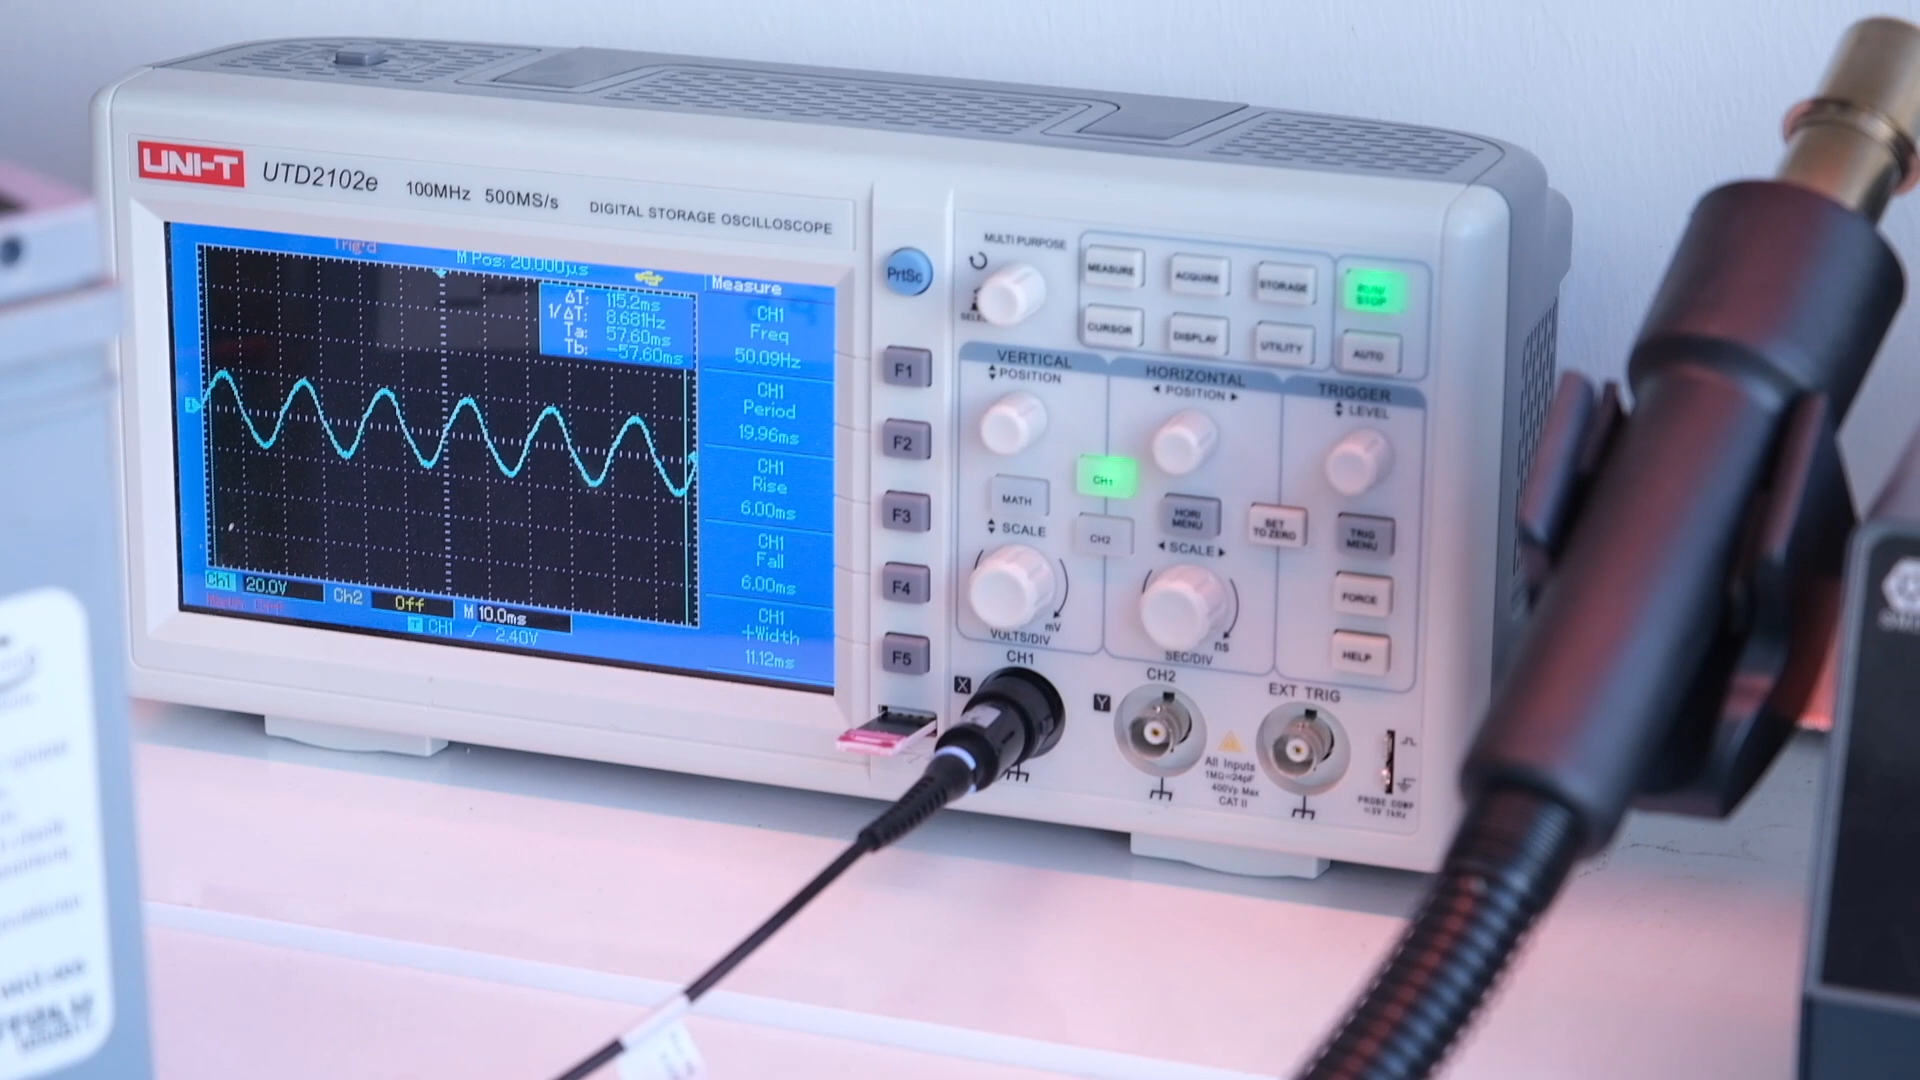 UNI-T UTD2102e 100MHz 500MS/s DIGITAL STORAGE OSCILLOSCOPE
Trig'd M Pos: 20.000µs
Measure
ΔT: 115.2ms
1/ΔT: 8.681Hz
Ta: 57.60ms
Tb: -57.60ms
CH1
Freq
50.09Hz
CH1
Period
19.96ms
CH1
Rise
6.00ms
CH1
Fall
6.00ms
CH1
+Width
11.12ms
1
Ch1 20.0V Ch2 Off M 10.0ms
T CH1 2.40V
PrtSc
F1
F2
F3
F4
F5
MULTI PURPOSE
MEASURE ACQUIRE STORAGE RUN/STOP
CURSOR DISPLAY UTILITY AUTO
VERTICAL HORIZONTAL TRIGGER
POSITION POSITION LEVEL
CH1
MATH HORI MENU SET TO ZERO TRIG MENU
CH2
SCALE SCALE
FORCE
mV ns
VOLTS/DIV SEC/DIV
HELP
CH1 CH2 EXT TRIG
X Y
All Inputs
1MΩ=24pF
400Vp Max
CAT II
PROBE COMP
≈3V 1kHz